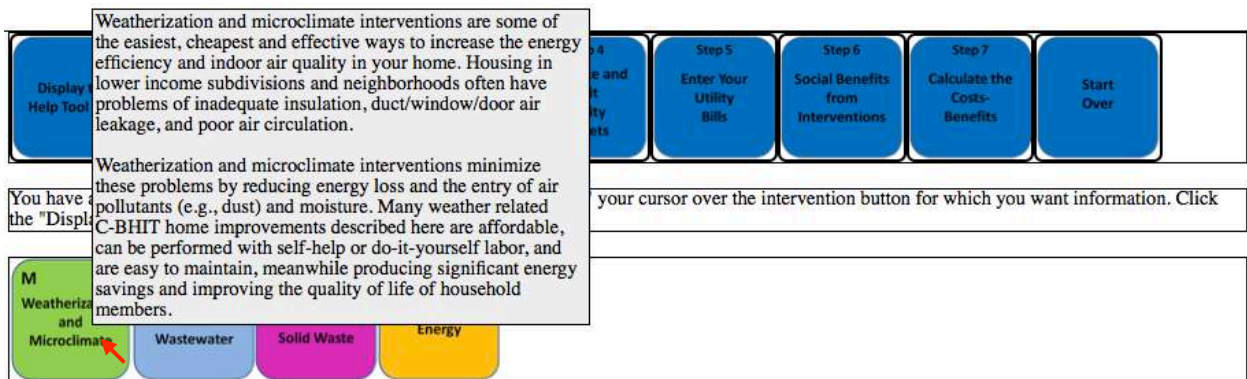 Weatherization and microclimate interventions are some of
the easiest, cheapest and effective ways to increase the energy
efficiency and indoor air quality in your home. Housing in
lower income subdivisions and neighborhoods often have
problems of inadequate insulation, duct/window/door air
leakage, and poor air circulation.
Weatherization and microclimate interventions minimize
these problems by reducing energy loss and the entry of air
pollutants (e.g., dust) and moisture. Many weather related
C-BHIT home improvements described here are affordable,
can be performed with self-help or do-it-yourself labor, and
are easy to maintain, meanwhile producing significant energy
savings and improving the quality of life of household
members.
Display
Help Tool
4
and
Step 5
Enter Your
Utility
Bills
Step 6
Social Benefits
from
Interventions
Step 7
Calculate the
Costs-
Benefits
Start
Over
You have
your cursor over the intervention button for which you want information. Click
the "Displa
M
Weatheriza
and
Microclimate
Wastewater
Solid Waste
Energy